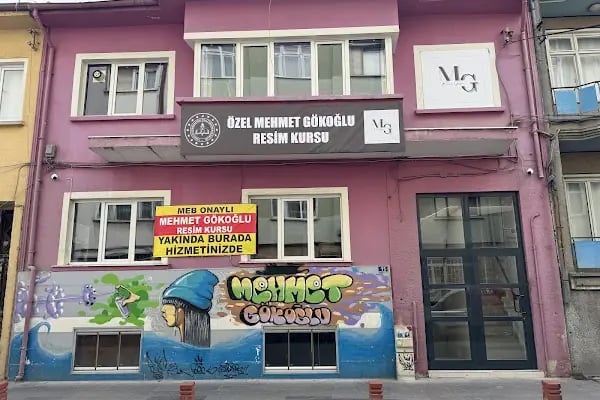 ÖZEL MEHMET GÖKOĞLU
RESİM KURSU
MG
MG
MEB ONAYLI
MEHMET GÖKOĞLU
RESİM KURSU
YAKINDA BURADA
HİZMETİNİZDE
MEHMET
GÖKOĞLU